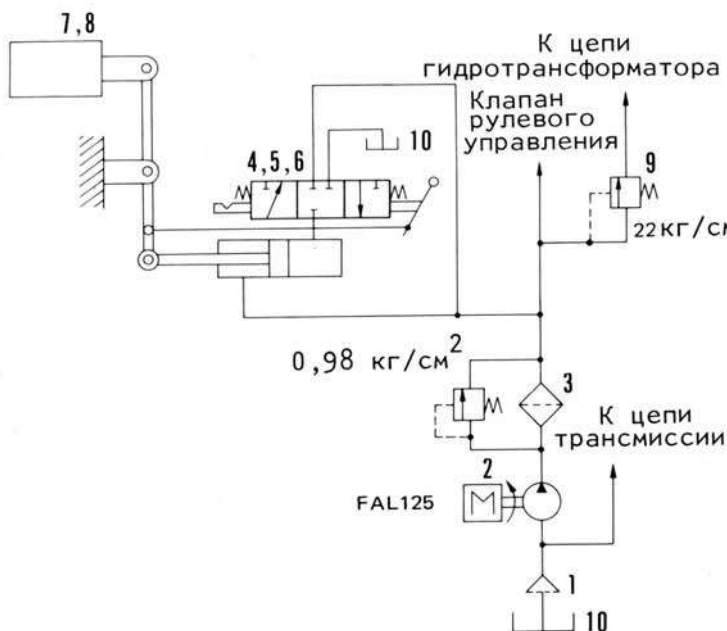 7,8
К цепи
гидротрансформатора
Клапан
рулевого
управления
10
4,5,6
9
22кг/см
0,98 кг/см2
3
К цепи
трансмиссии
2
M
FAL125
1
10